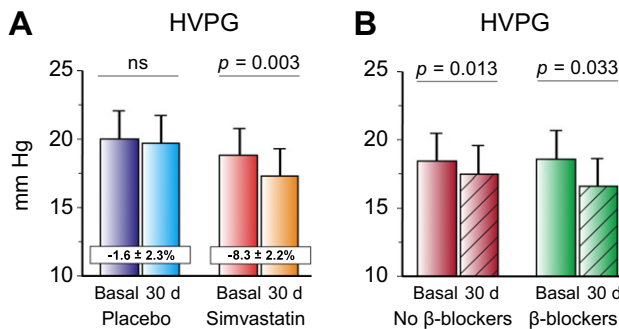 A
HVPG
ns
p = 0.003
25
20
15
10
mm Hg
-1.6 ± 2.3%
-8.3 ± 2.2%
Basal 30 d
Basal 30 d
Placebo
Simvastatin
B
HVPG
p = 0.013
p = 0.033
25
20
15
10
Basal 30 d
Basal 30 d
No β-blockers
β-blockers